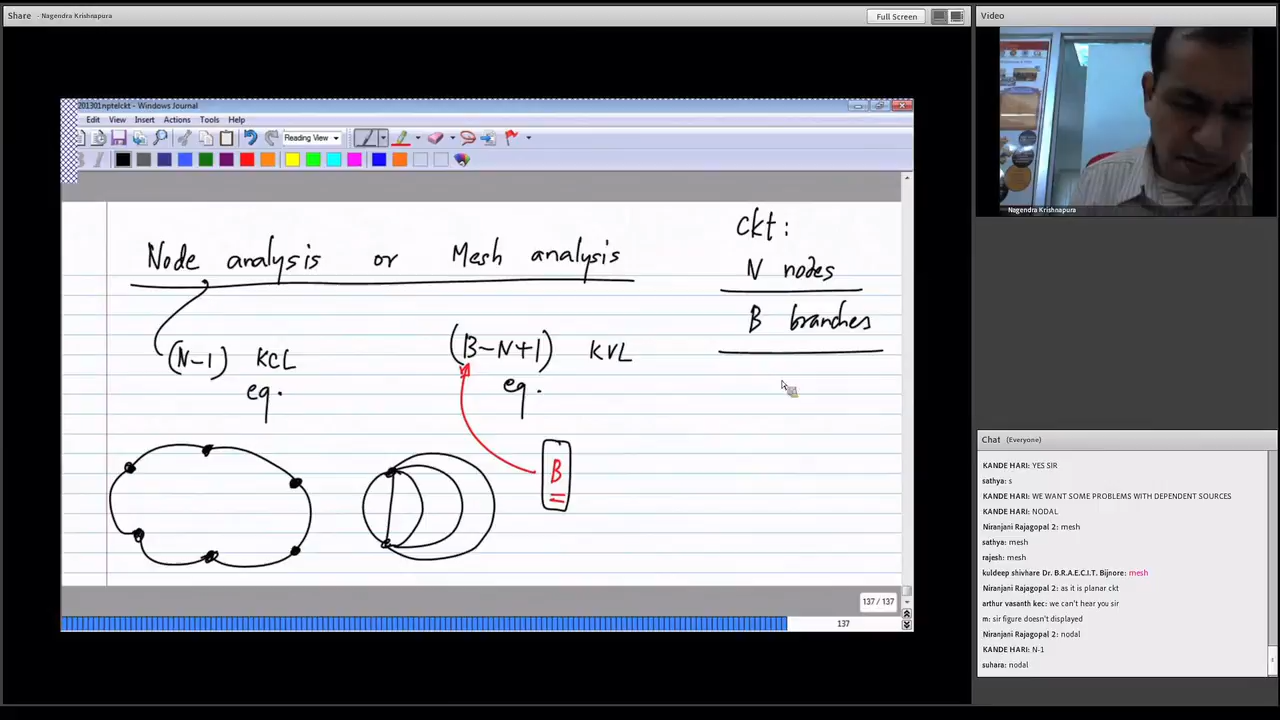 Share - Nagendra Krishnapura
Full Screen
Video
Nagendra Krishnapura
201301nptelckt - Windows Journal
Edit View Insert Actions Tools Help
Reading View
Ckt:
Node analysis or Mesh analysis
N nodes
B branches
(N-1) KCL
eq.
(B-N+1) KVL
eq.
B
137 / 137
137
Chat (Everyone)
KANDE HARI: YES SIR
sathya: s
KANDE HARI: WE WANT SOME PROBLEMS WITH DEPENDENT SOURCES
KANDE HARI: NODAL
Niranjani Rajagopal 2: mesh
sathya: mesh
rajesh: mesh
kuldeep shivhare Dr. B.R.A.E.C.I.T. Bijnore: mesh
Niranjani Rajagopal 2: as it is planar ckt
arthur vasanth kec: we can't hear you sir
m: sir figure doesn't displayed
Niranjani Rajagopal 2: nodal
KANDE HARI: N-1
suhara: nodal